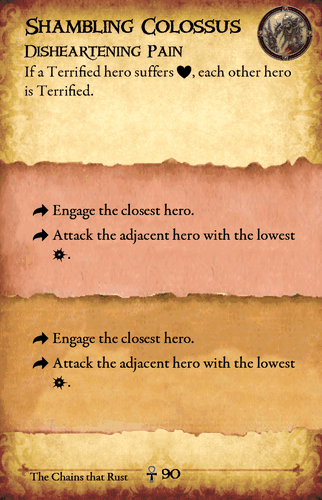 Shambling Colossus
Disheartening Pain
If a Terrified hero suffers ♥, each other hero
is Terrified.
Engage the closest hero.
Attack the adjacent hero with the lowest
.
Engage the closest hero.
Attack the adjacent hero with the lowest
.
The Chains that Rust
90